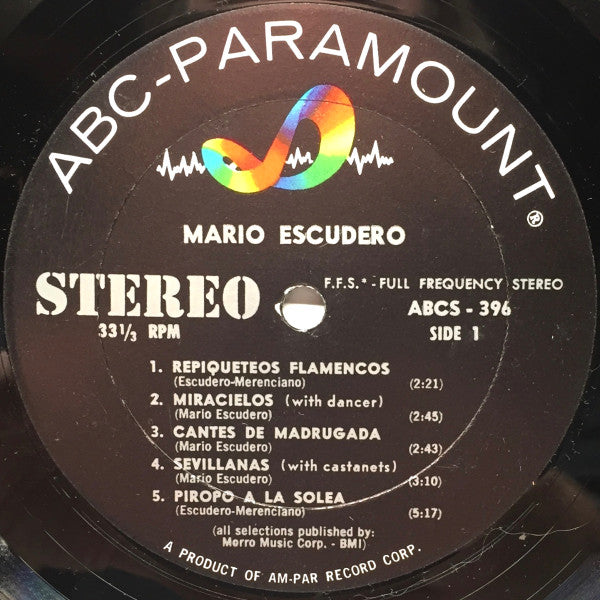 ABC-PARAMOUNT®
MARIO ESCUDERO
STEREO
33 1/3 RPM
F.F.S.* - FULL FREQUENCY STEREO
ABCS - 396
SIDE 1
1. REPIQUETEOS FLAMENCOS
(Escudero-Merenciano) (2:21)
2. MIRACIELOS (with dancer)
(Mario Escudero) (2:45)
3. CANTES DE MADRUGADA
(Mario Escudero) (2:43)
4. SEVILLANAS (with castanets)
(Mario Escudero) (3:10)
5. PIROPO A LA SOLEA
(Escudero-Merenciano) (5:17)
(all selections published by:
Morro Music Corp. - BMI)
A PRODUCT OF AM-PAR RECORD CORP.